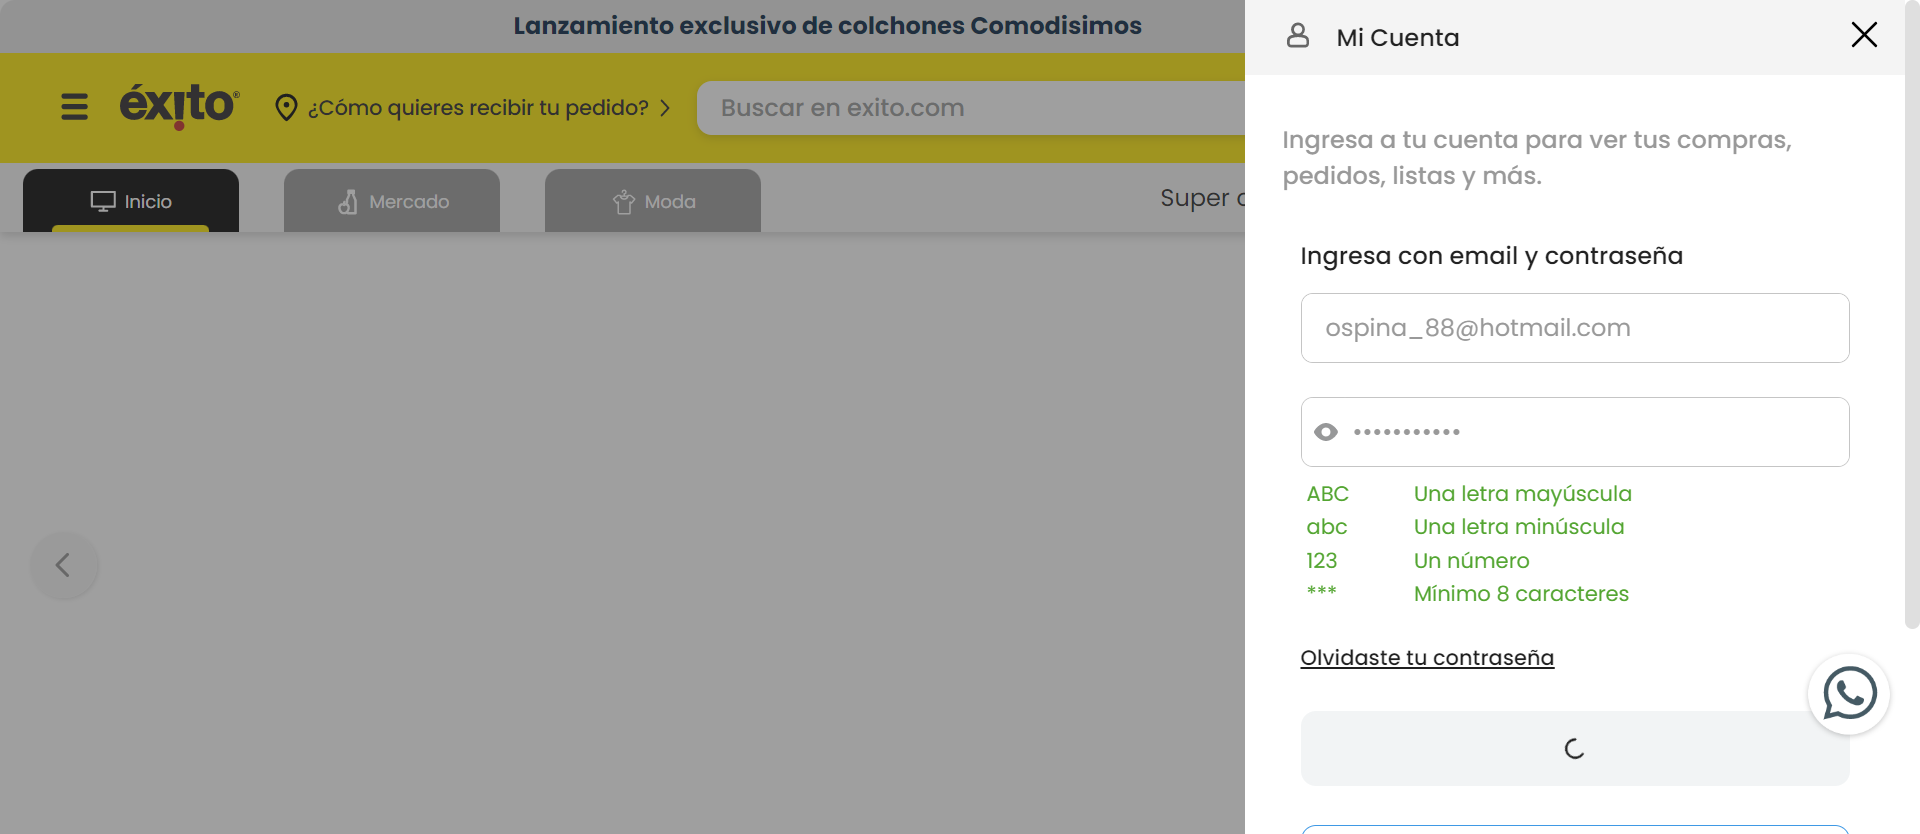 Lanzamiento exclusivo de colchones Comodisimos
éxito®
¿Cómo quieres recibir tu pedido?
Buscar en exito.com
Inicio
Mercado
Moda
Super
Mi Cuenta
Ingresa a tu cuenta para ver tus compras,
pedidos, listas y más.
Ingresa con email y contraseña
ospina_88@hotmail.com
•••••••••••
ABC Una letra mayúscula
abc Una letra minúscula
123 Un número
*** Mínimo 8 caracteres
Olvidaste tu contraseña